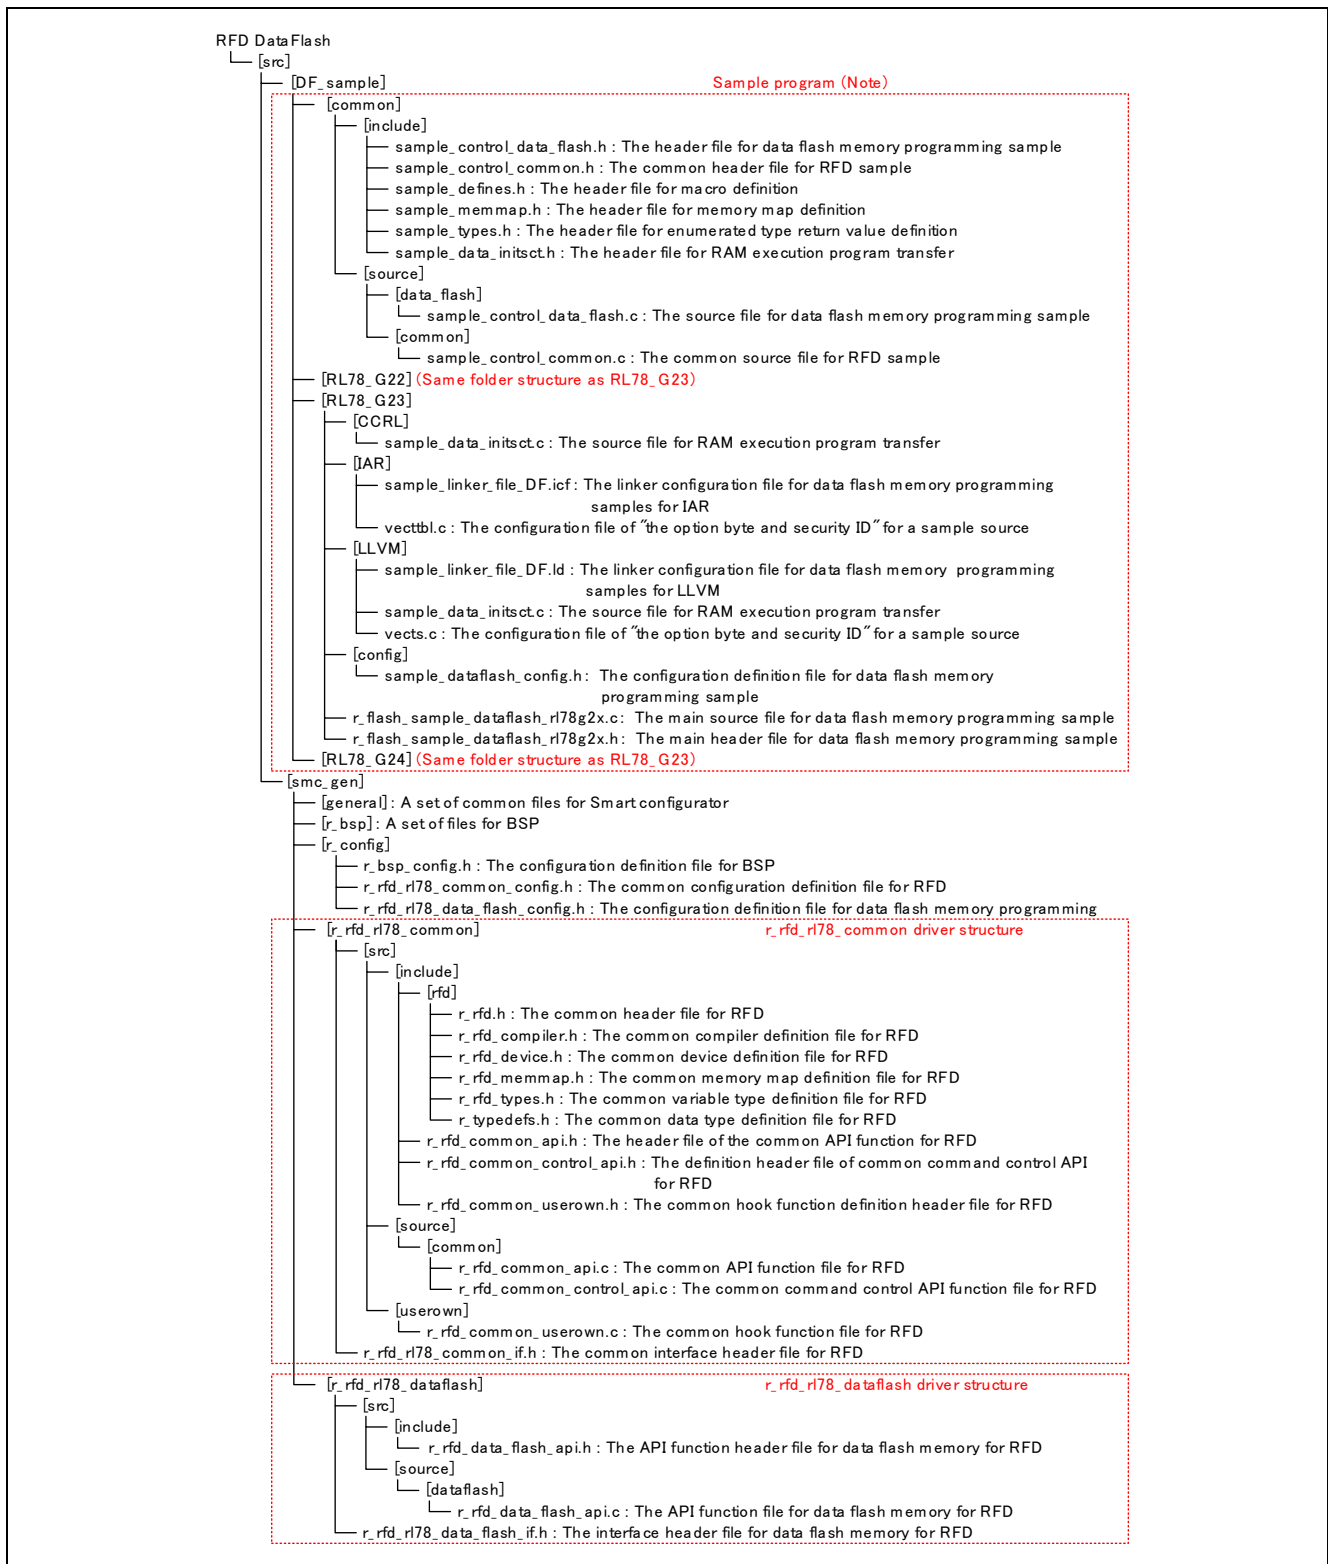 RFD DataFlash
[src]
[DF_sample] Sample program (Note)
[common]
[include]
sample_control_data_flash.h : The header file for data flash memory programming sample
sample_control_common.h : The common header file for RFD sample
sample_defines.h : The header file for macro definition
sample_memmap.h : The header file for memory map definition
sample_types.h : The header file for enumerated type return value definition
sample_data_initsct.h : The header file for RAM execution program transfer
[source]
[data_flash]
sample_control_data_flash.c : The source file for data flash memory programming sample
[common]
sample_control_common.c : The common source file for RFD sample
[RL78_G22] (Same folder structure as RL78_G23)
[RL78_G23]
[CCRL]
sample_data_initsct.c : The source file for RAM execution program transfer
[IAR]
sample_linker_file_DF.icf : The linker configuration file for data flash memory programming
samples for IAR
vecttbl.c : The configuration file of "the option byte and security ID" for a sample source
[LLVM]
sample_linker_file_DF.ld : The linker configuration file for data flash memory programming
samples for LLVM
sample_data_initsct.c : The source file for RAM execution program transfer
vects.c : The configuration file of "the option byte and security ID" for a sample source
[config]
sample_dataflash_config.h : The configuration definition file for data flash memory
programming sample
r_flash_sample_dataflash_rl78g2x.c : The main source file for data flash memory programming sample
r_flash_sample_dataflash_rl78g2x.h : The main header file for data flash memory programming sample
[RL78_G24] (Same folder structure as RL78_G23)
[smc_gen]
[general] : A set of common files for Smart configurator
[r_bsp] : A set of files for BSP
[r_config]
r_bsp_config.h : The configuration definition file for BSP
r_rfd_rl78_common_config.h : The common configuration definition file for RFD
r_rfd_rl78_data_flash_config.h : The configuration definition file for data flash memory programming
[r_rfd_rl78_common] r_rfd_rl78_common driver structure
[src]
[include]
[rfd]
r_rfd.h : The common header file for RFD
r_rfd_compiler.h : The common compiler definition file for RFD
r_rfd_device.h : The common device definition file for RFD
r_rfd_memmap.h : The common memory map definition file for RFD
r_rfd_types.h : The common variable type definition file for RFD
r_typedefs.h : The common data type definition file for RFD
r_rfd_common_api.h : The header file of the common API function for RFD
r_rfd_common_control_api.h : The definition header file of common command control API
for RFD
r_rfd_common_userown.h : The common hook function definition header file for RFD
[source]
[common]
r_rfd_common_api.c : The common API function file for RFD
r_rfd_common_control_api.c : The common command control API function file for RFD
[userown]
r_rfd_common_userown.c : The common hook function file for RFD
r_rfd_rl78_common_if.h : The common interface header file for RFD
[r_rfd_rl78_dataflash] r_rfd_rl78_dataflash driver structure
[src]
[include]
r_rfd_data_flash_api.h : The API function header file for data flash memory for RFD
[source]
[dataflash]
r_rfd_data_flash_api.c : The API function file for data flash memory for RFD
r_rfd_rl78_data_flash_if.h : The interface header file for data flash memory for RFD